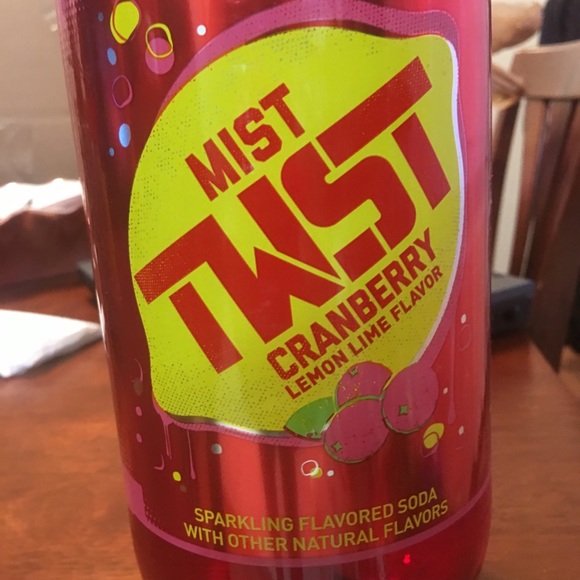 MIST
TWST
CRANBERRY
LEMON LIME FLAVOR
SPARKLING FLAVORED SODA
WITH OTHER NATURAL FLAVORS